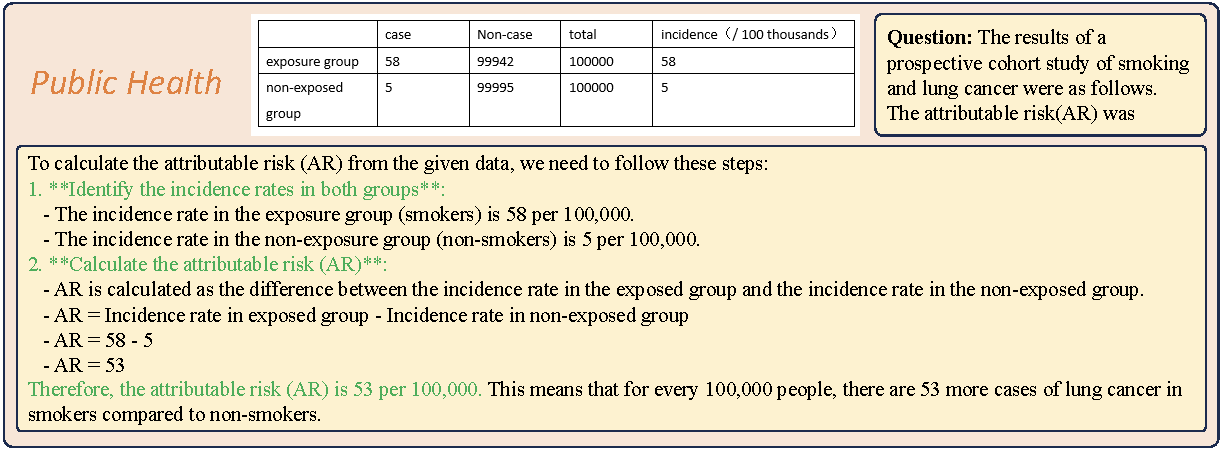 Public Health
case Non-case total incidence（/ 100 thousands）
exposure group 58 99942 100000 58
non-exposed group 5 99995 100000 5
Question: The results of a
prospective cohort study of smoking
and lung cancer were as follows.
The attributable risk(AR) was
To calculate the attributable risk (AR) from the given data, we need to follow these steps:
1. **Identify the incidence rates in both groups**:
- The incidence rate in the exposure group (smokers) is 58 per 100,000.
- The incidence rate in the non-exposure group (non-smokers) is 5 per 100,000.
2. **Calculate the attributable risk (AR)**:
- AR is calculated as the difference between the incidence rate in the exposed group and the incidence rate in the non-exposed group.
- AR = Incidence rate in exposed group - Incidence rate in non-exposed group
- AR = 58 - 5
- AR = 53
Therefore, the attributable risk (AR) is 53 per 100,000. This means that for every 100,000 people, there are 53 more cases of lung cancer in
smokers compared to non-smokers.